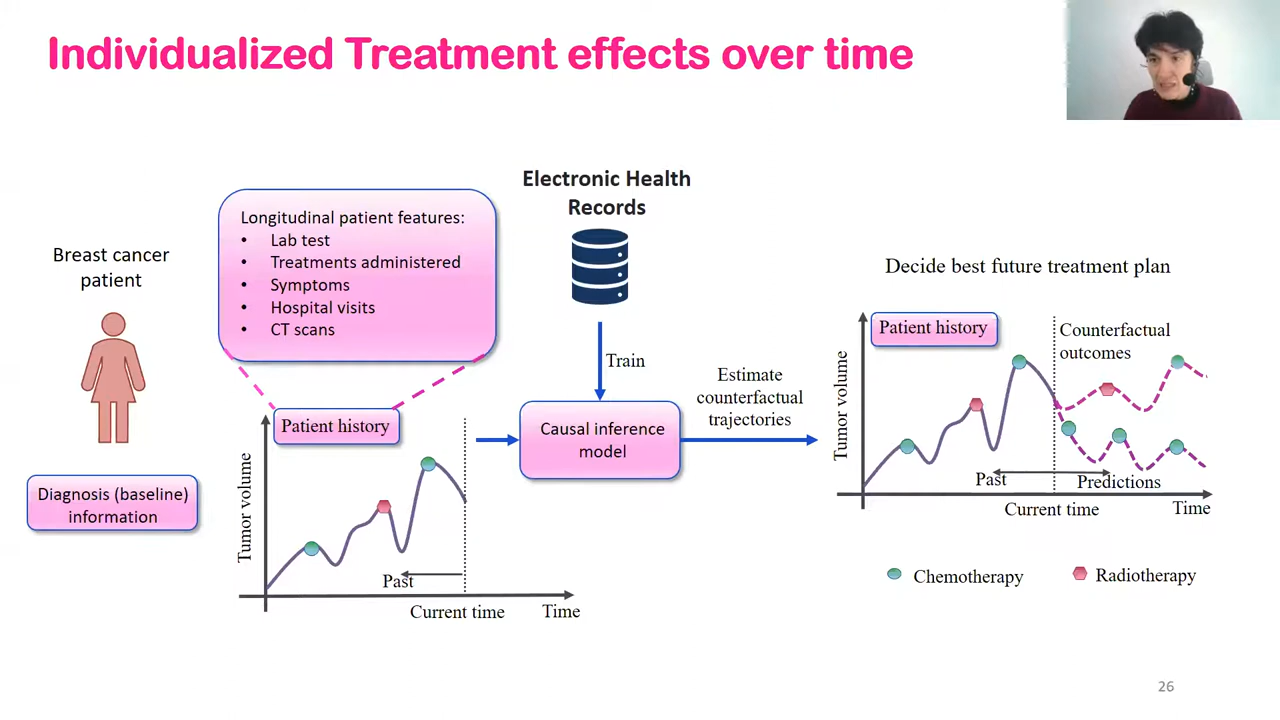 Individualized Treatment effects over time
Breast cancer
patient
Diagnosis (baseline)
information
Longitudinal patient features:
• Lab test
• Treatments administered
• Symptoms
• Hospital visits
• CT scans
Patient history
Tumor volume
Past
Current time
Time
Electronic Health
Records
Train
Causal inference
model
Estimate
counterfactual
trajectories
Decide best future treatment plan
Patient history
Counterfactual
outcomes
Tumor volume
Past
Predictions
Current time
Time
Chemotherapy
Radiotherapy
26